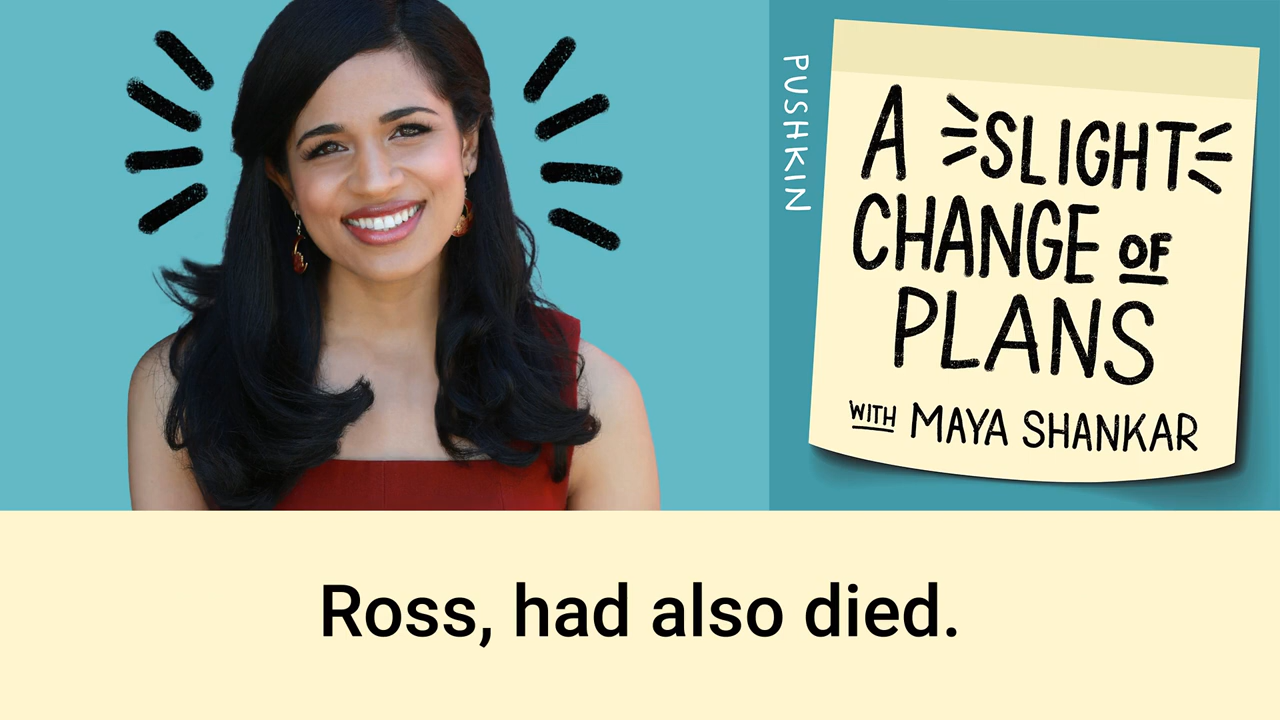 PUSHKIN
A SLIGHT
CHANGE OF
PLANS
WITH MAYA SHANKAR
Ross, had also died.